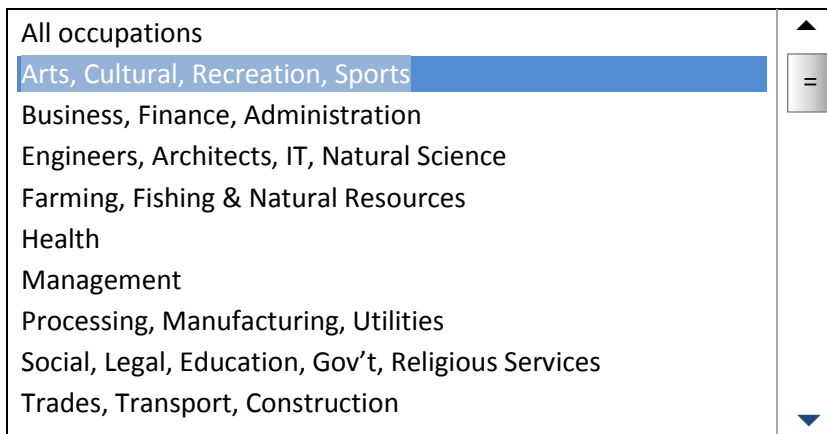 All occupations
Arts, Cultural, Recreation, Sports
Business, Finance, Administration
Engineers, Architects, IT, Natural Science
Farming, Fishing & Natural Resources
Health
Management
Processing, Manufacturing, Utilities
Social, Legal, Education, Gov’t, Religious Services
Trades, Transport, Construction